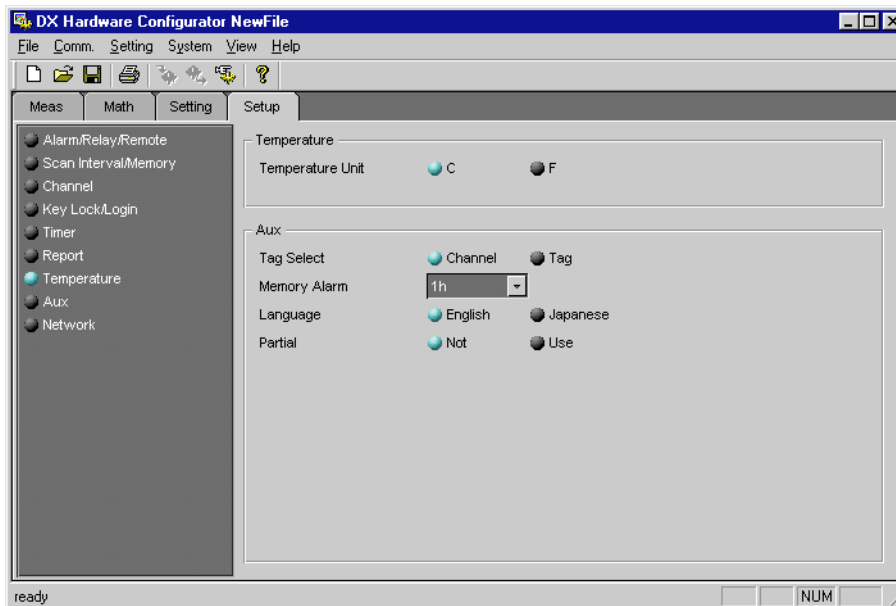 DX Hardware Configurator NewFile
File Comm. Setting System View Help
Meas Math Setting Setup
Alarm/Relay/Remote
Scan Interval/Memory
Channel
Key Lock/Login
Timer
Report
Temperature
Aux
Network
Temperature
Temperature Unit C F
Aux
Tag Select Channel Tag
Memory Alarm 1h
Language English Japanese
Partial Not Use
ready NUM